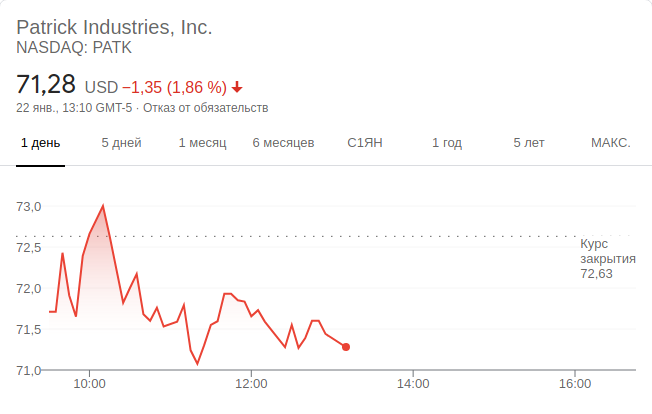 Patrick Industries, Inc.
NASDAQ: PATK
71,28 USD −1,35 (1,86 %)
22 янв., 13:10 GMT-5 · Отказ от обязательств
1 день 5 дней 1 месяц 6 месяцев С1ЯН 1 год 5 лет МАКС.
73,0
72,5
72,0
71,5
71,0
Курс
закрытия
72,63
10:00 12:00 14:00 16:00